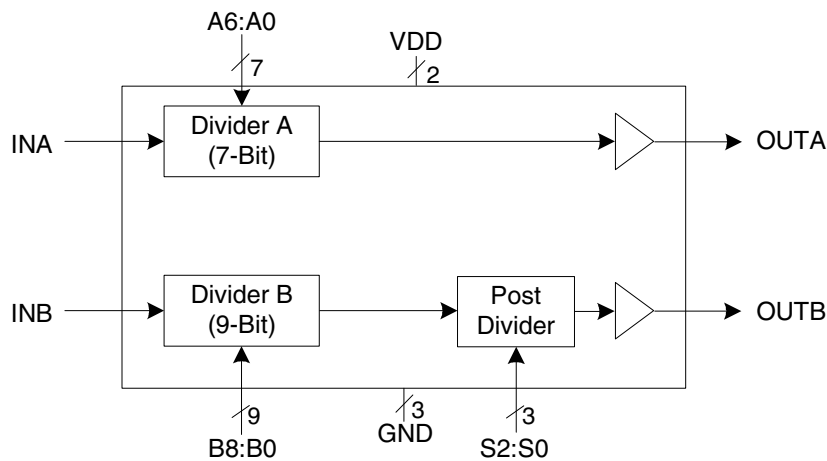 A6:A0
VDD
7
2
INA
Divider A
(7-Bit)
OUTA
INB
Divider B
(9-Bit)
Post
Divider
OUTB
9
3
3
B8:B0
GND
S2:S0